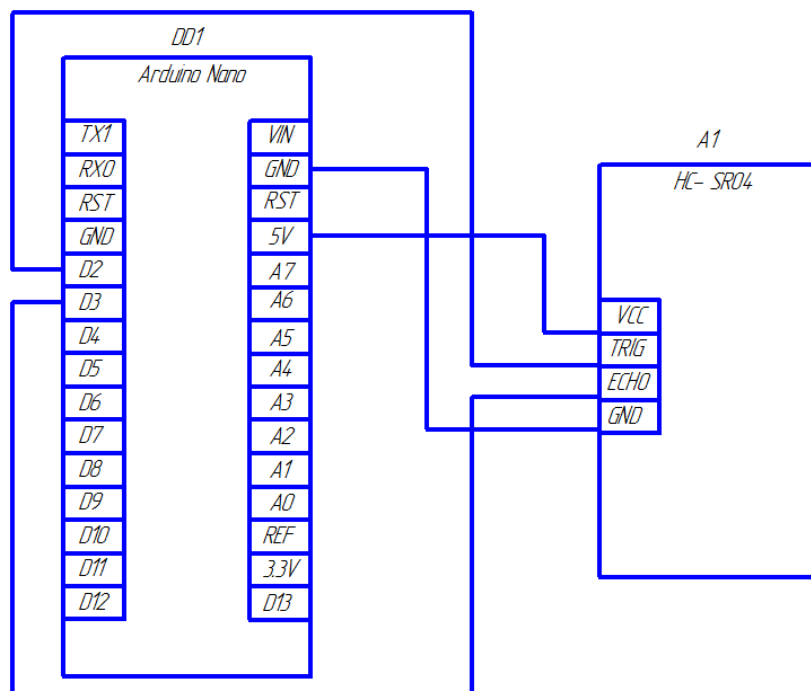 DD1
Arduino Nano
TX1
RX0
RST
GND
D2
D3
D4
D5
D6
D7
D8
D9
D10
D11
D12
VIN
GND
RST
5V
A7
A6
A5
A4
A3
A2
A1
A0
REF
3.3V
D13
A1
HC- SR04
VCC
TRIG
ECHO
GND